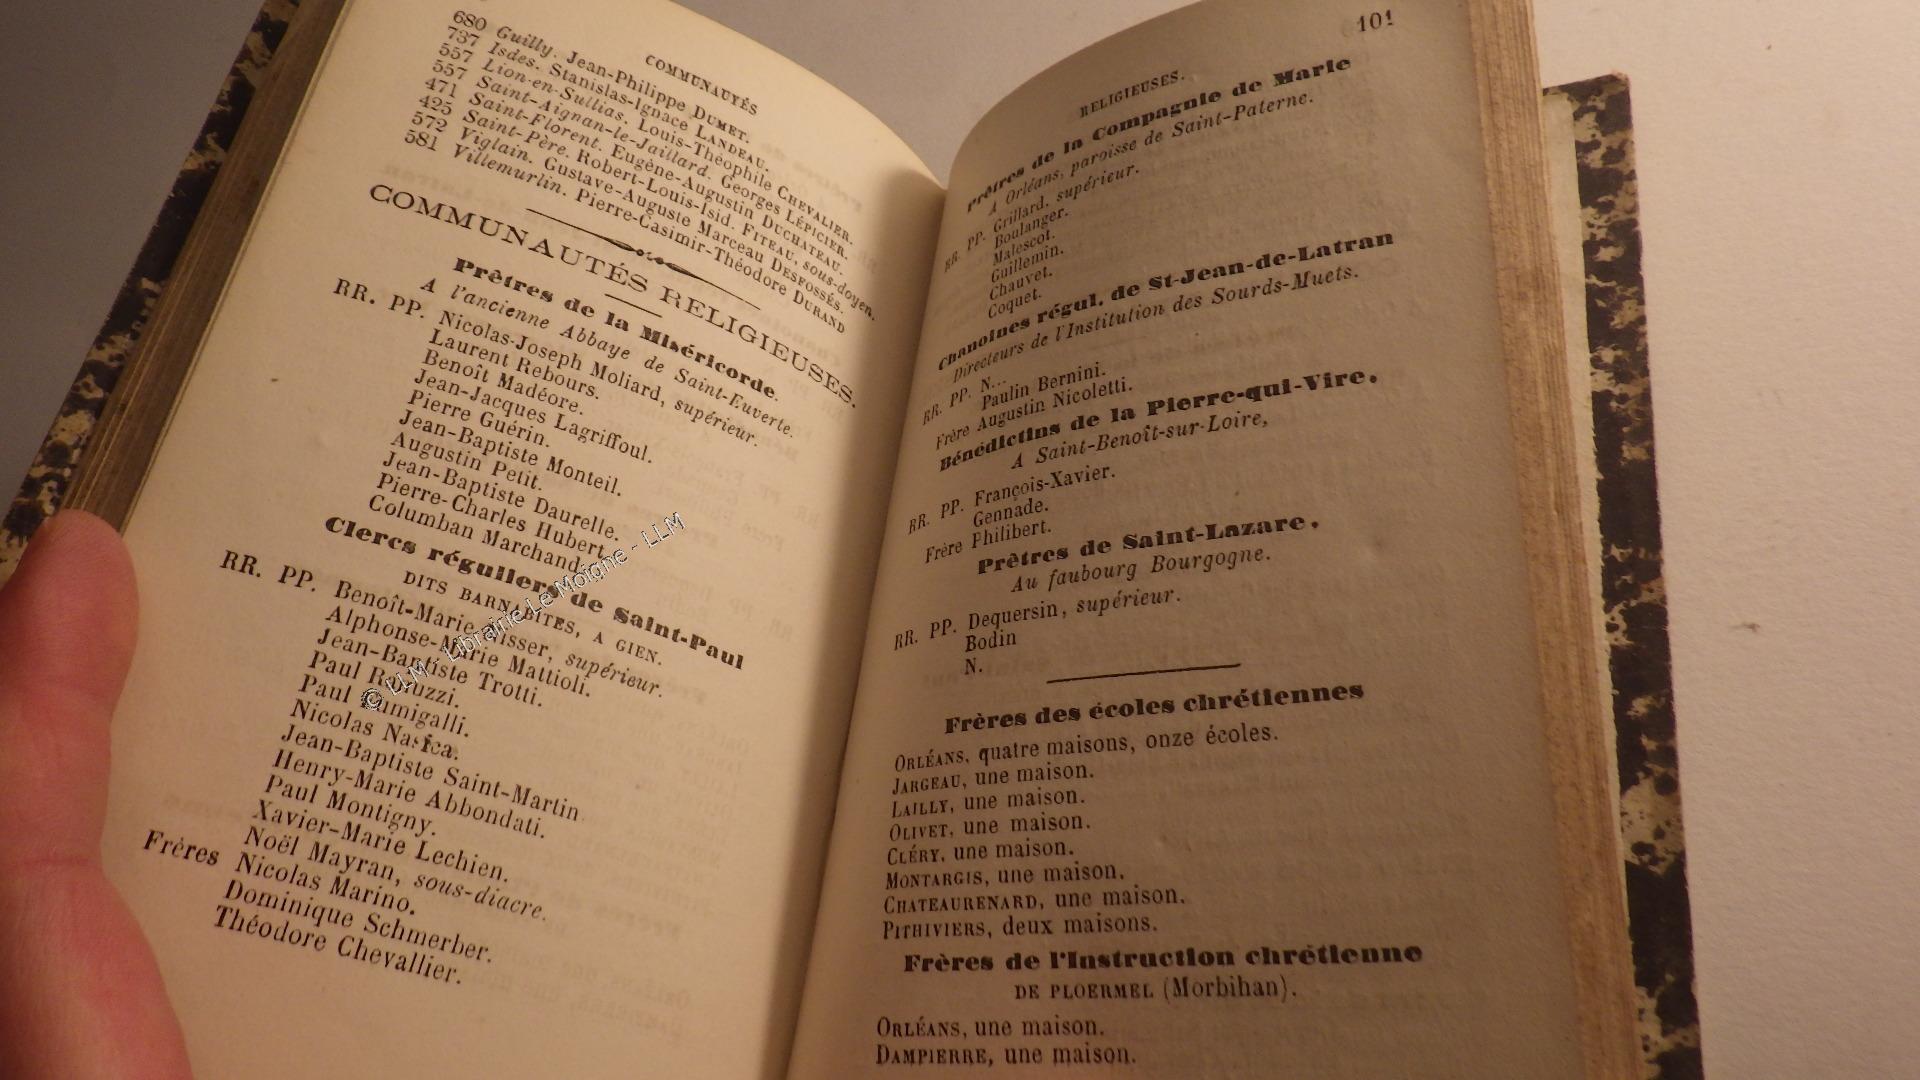 COMMUNAUTÉS
680 Guilly. Jean-Philippe DUMET.
737 Isdes. Stanislas-Ignace LANDEAU.
557 Lion-en-Sullias. Louis-Théophile CHEVALIER.
557 Saint-Aignan-le-Jaillard. Georges LÉPICIER.
471 Saint-Florent. Eugène-Augustin DUCHATEAU.
425 Saint-Père. Robert-Louis-Isid. FITEAU, sous-doyen.
572 Viglain. Gustave-Auguste Marceau DESFOSSÉS.
581 Villemurlin. Pierre-Casimir-Théodore DURAND
COMMUNAUTÉS RELIGIEUSES.
Prêtres de la Miséricorde.
A l'ancienne Abbaye de Saint-Euverte.
RR. PP. Nicolas-Joseph Moliard, supérieur.
Laurent Rebours.
Benoît Madéore.
Jean-Jacques Lagriffoul.
Pierre Guérin.
Jean-Baptiste Monteil.
Augustin Petit.
Jean-Baptiste Daurelle.
Pierre-Charles Hubert.
Columban Marchand.
Clercs réguliers de Saint-Paul
DITS BARNABITES, A GIEN.
RR. PP. Benoît-Marie Nisser, supérieur.
Alphonse-Marie Mattioli.
Jean-Baptiste Trotti.
Paul
Paul
Nicolas
Jean-Baptiste Saint-Martin
Henry-Marie Abbondati.
Paul Montigny.
Xavier-Marie Lechien.
Noël Mayran, sous-diacre.
Frères Nicolas Marino.
Dominique Schmerber.
Théodore Chevallier.
© LLM - Librairie Le Moigne - LLM
101
RELIGIEUSES.
Prêtres de la Compagnie de Marie
A Orléans, paroisse de Saint-Paterne.
RR. PP. Grillard, supérieur.
Boulanger.
Malescot.
Guillemin.
Chauvet.
Coquet.
Chanoines régul. de St-Jean-de-Latran
Directeurs de l'Institution des Sourds-Muets.
RR. PP. N...
Paulin Bernini.
Frère Augustin Nicoletti.
Bénédictins de la Pierre-qui-Vire.
A Saint-Benoît-sur-Loire,
RR. PP. François-Xavier.
Gennade.
Frère Philibert.
Prêtres de Saint-Lazare.
Au faubourg Bourgogne.
RR. PP. Dequersin, supérieur.
Bodin
N.
Frères des écoles chrétiennes
ORLÉANS, quatre maisons, onze écoles.
JARGEAU, une maison.
LAILLY, une maison.
OLIVET, une maison.
CLÉRY, une maison.
MONTARGIS, une maison.
CHATEAURENARD, une maison.
PITHIVIERS, deux maisons.
Frères de l'Instruction chrétienne
DE PLOERMEL (Morbihan).
ORLÉANS, une maison.
DAMPIERRE, une maison.